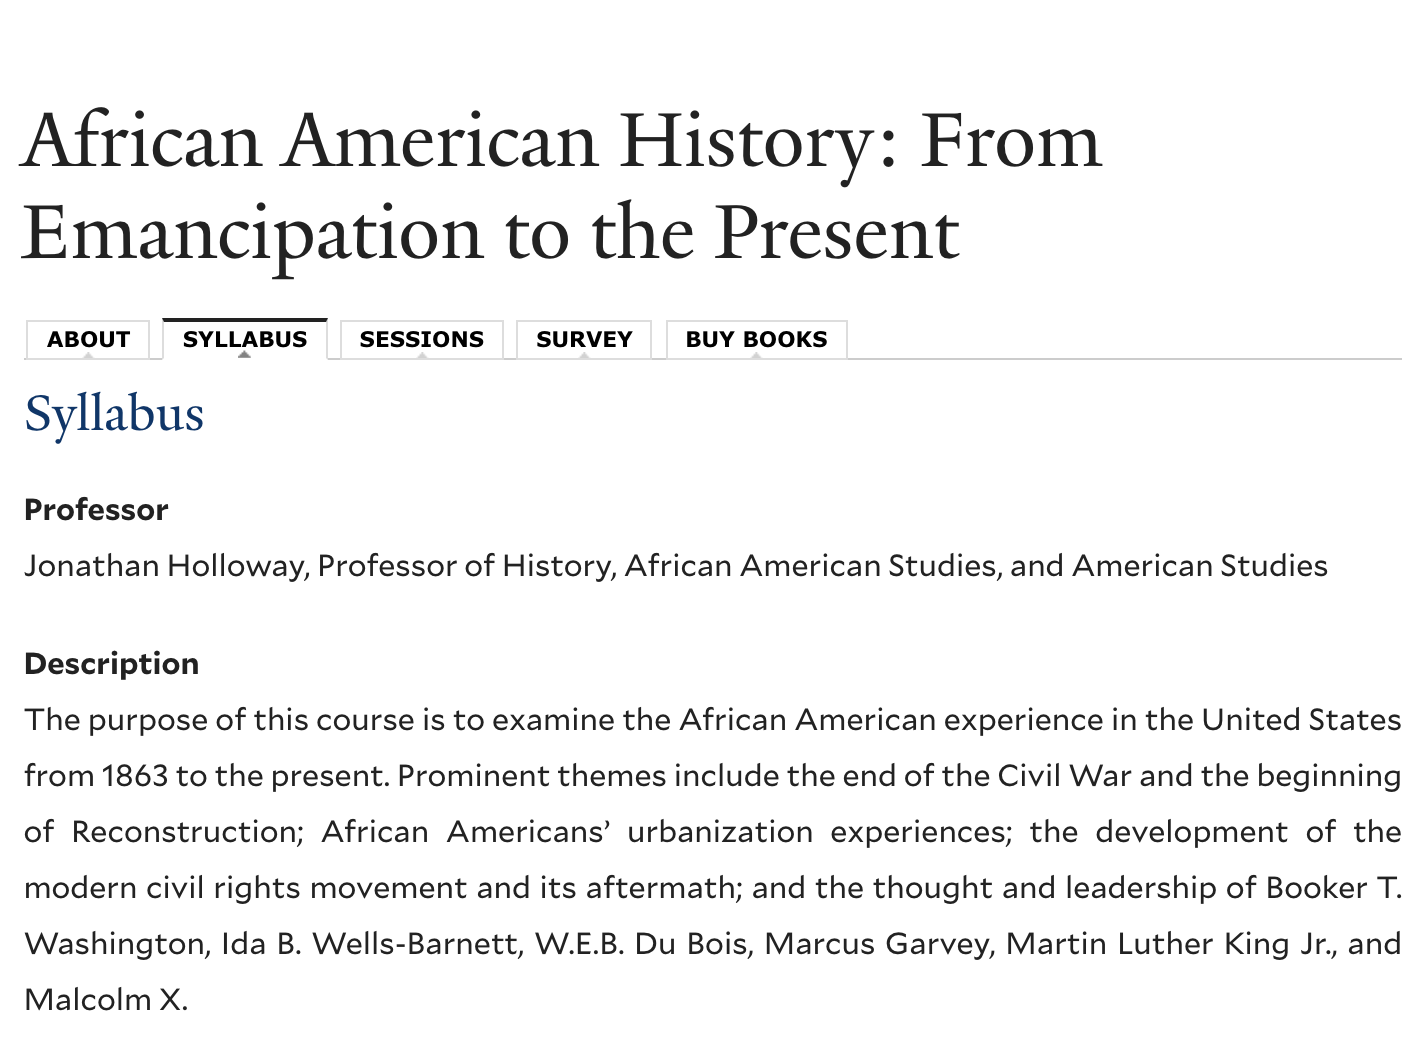 African American History: From
Emancipation to the Present
ABOUT SYLLABUS SESSIONS SURVEY BUY BOOKS
Syllabus
Professor
Jonathan Holloway, Professor of History, African American Studies, and American Studies
Description
The purpose of this course is to examine the African American experience in the United States
from 1863 to the present. Prominent themes include the end of the Civil War and the beginning
of Reconstruction; African Americans’ urbanization experiences; the development of the
modern civil rights movement and its aftermath; and the thought and leadership of Booker T.
Washington, Ida B. Wells-Barnett, W.E.B. Du Bois, Marcus Garvey, Martin Luther King Jr., and
Malcolm X.